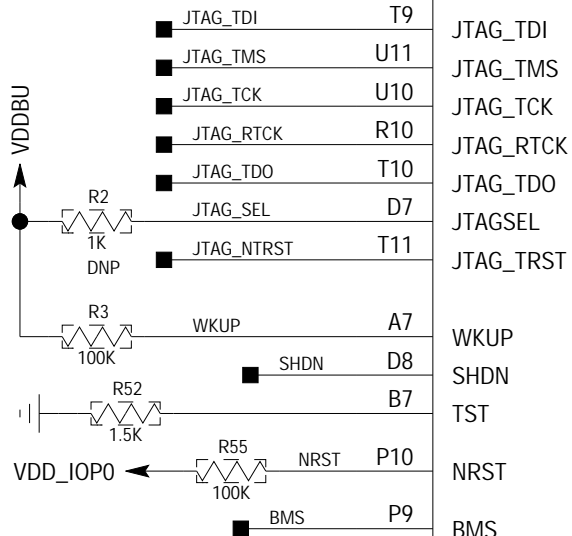 JTAG_TDI T9 JTAG_TDI
JTAG_TMS U11 JTAG_TMS
JTAG_TCK U10 JTAG_TCK
VDDBU
JTAG_RTCK R10 JTAG_RTCK
JTAG_TDO T10 JTAG_TDO
R2 JTAG_SEL D7 JTAGSEL
1K
DNP
JTAG_NTRST T11 JTAG_TRST
R3 WKUP A7 WKUP
100K
SHDN D8 SHDN
R52 B7 TST
1.5K
VDD_IOP0 R55 NRST P10 NRST
100K
BMS P9 BMS